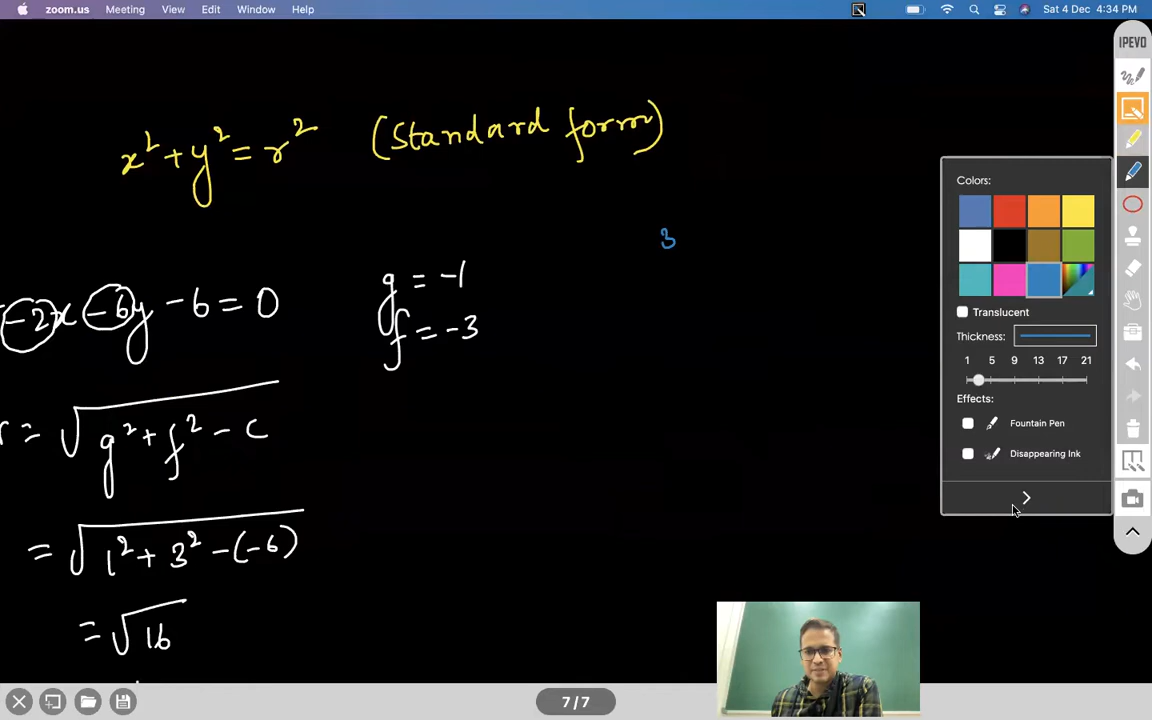 zoom.us Meeting View Edit Window Help Sat 4 Dec 4:34 PM
IPEVO
x² + y² = r² (Standard form)
3
g = -1
f = -3
-2x -6y - 6 = 0
r = √(g² + f² - c)
= √(1² + 3² - (-6))
= √16
Colors:
Translucent
Thickness:
1 5 9 13 17 21
Effects:
Fountain Pen
Disappearing Ink
7 / 7